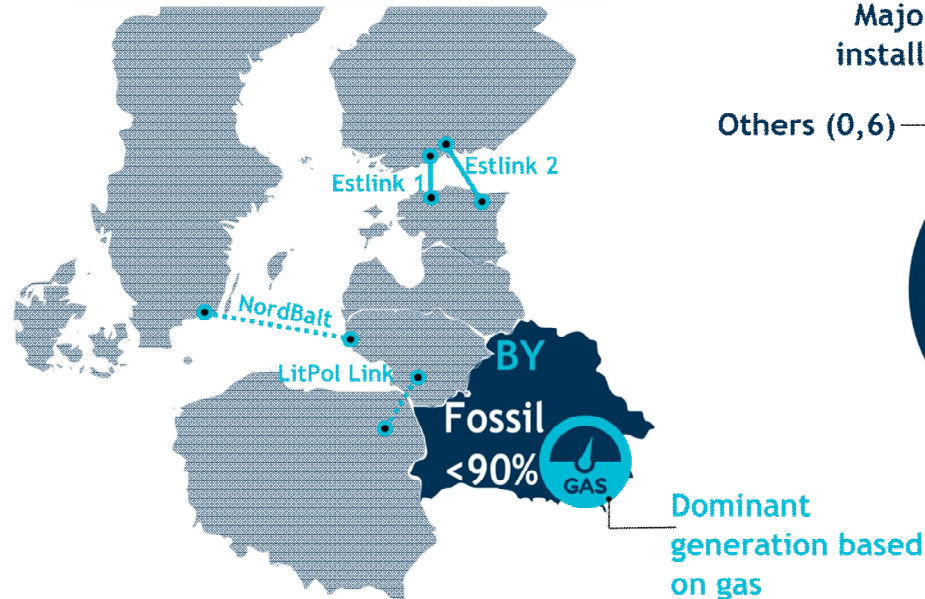 Majo
install
Others (0,6)
Estlink 2
Estlink 1
NordBalt
BY
LitPol Link
Fossil
<90%
GAS
Dominant
generation based
on gas